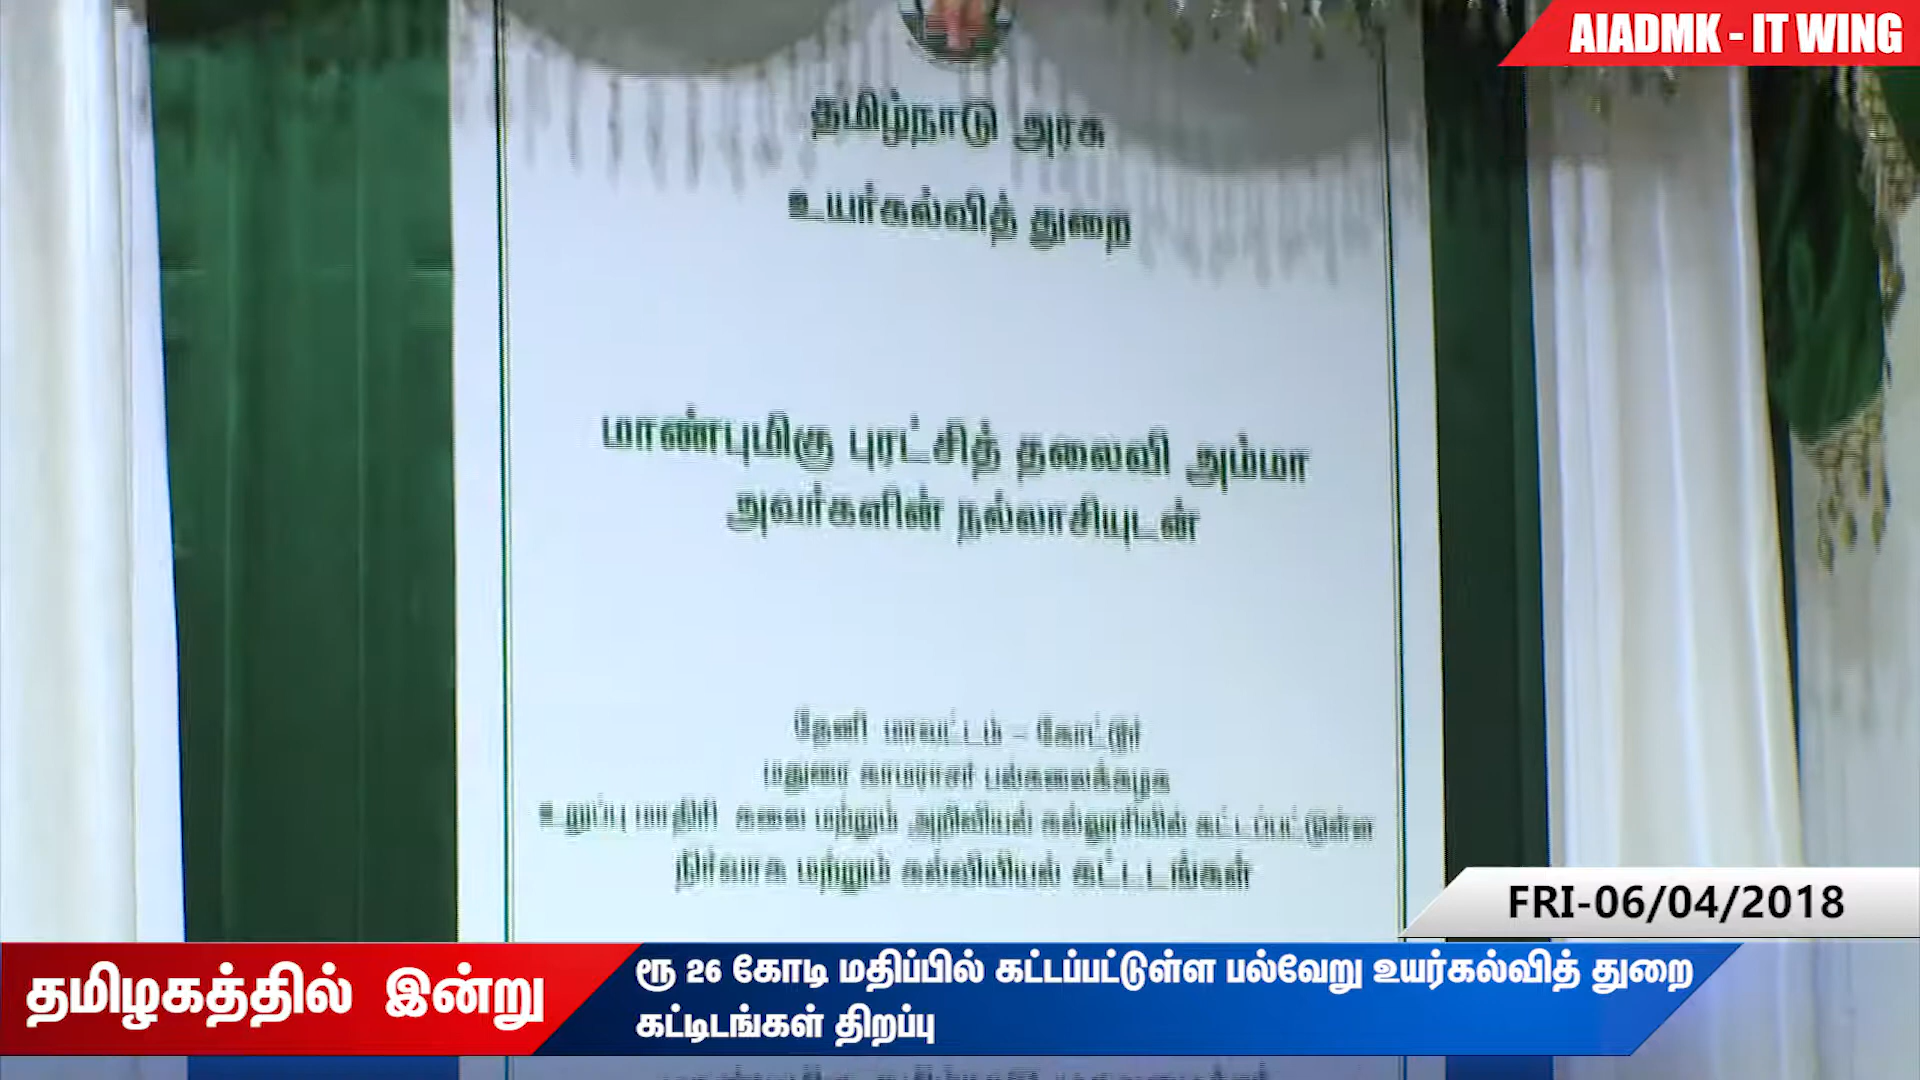 AIADMK - IT WING
தமிழ்நாடு அரசு
உயர்கல்வித் துறை
மாண்புமிகு புரட்சித் தலைவி அம்மா
அவர்களின் நல்லாசியுடன்
தேனி மாவட்டம் - கோட்டூர்
மதுரை காமராசர் பல்கலைக்கழக
உறுப்பு மாதிரி கலை மற்றும் அறிவியல் கல்லூரியில் கட்டப்பட்டுள்ள
நிர்வாக மற்றும் கல்வியியல் கட்டடங்கள்
FRI-06/04/2018
தமிழகத்தில் இன்று
ரூ 26 கோடி மதிப்பில் கட்டப்பட்டுள்ள பல்வேறு உயர்கல்வித் துறை
கட்டிடங்கள் திறப்பு